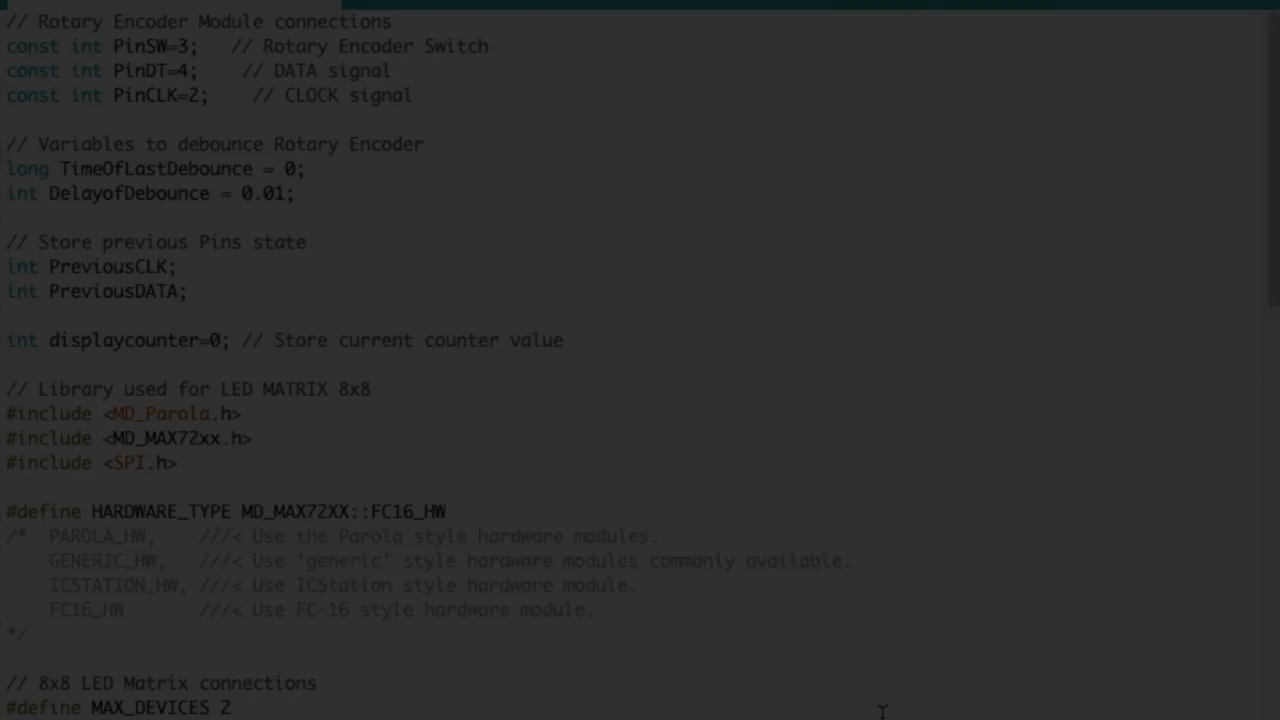 // Rotary Encoder Module connections
const int PinSW=3;   // Rotary Encoder Switch
const int PinDT=4;    // DATA signal
const int PinCLK=2;    // CLOCK signal
// Variables to debounce Rotary Encoder
long TimeOfLastDebounce = 0;
int DelayofDebounce = 0.01;
// Store previous Pins state
int PreviousCLK;
int PreviousDATA;
int displaycounter=0; // Store current counter value
// Library used for LED MATRIX 8x8
#include <MD_Parola.h>
#include <MD_MAX72xx.h>
#include <SPI.h>
#define HARDWARE_TYPE MD_MAX72XX::FC16_HW
/*  PAROLA_HW,    ///< Use the Parola style hardware modules.
    GENERIC_HW,   ///< Use 'generic' style hardware modules commonly available.
    ICSTATION_HW, ///< Use ICStation style hardware module.
    FC16_HW       ///< Use FC-16 style hardware module.
*/
// 8x8 LED Matrix connections
#define MAX_DEVICES 2